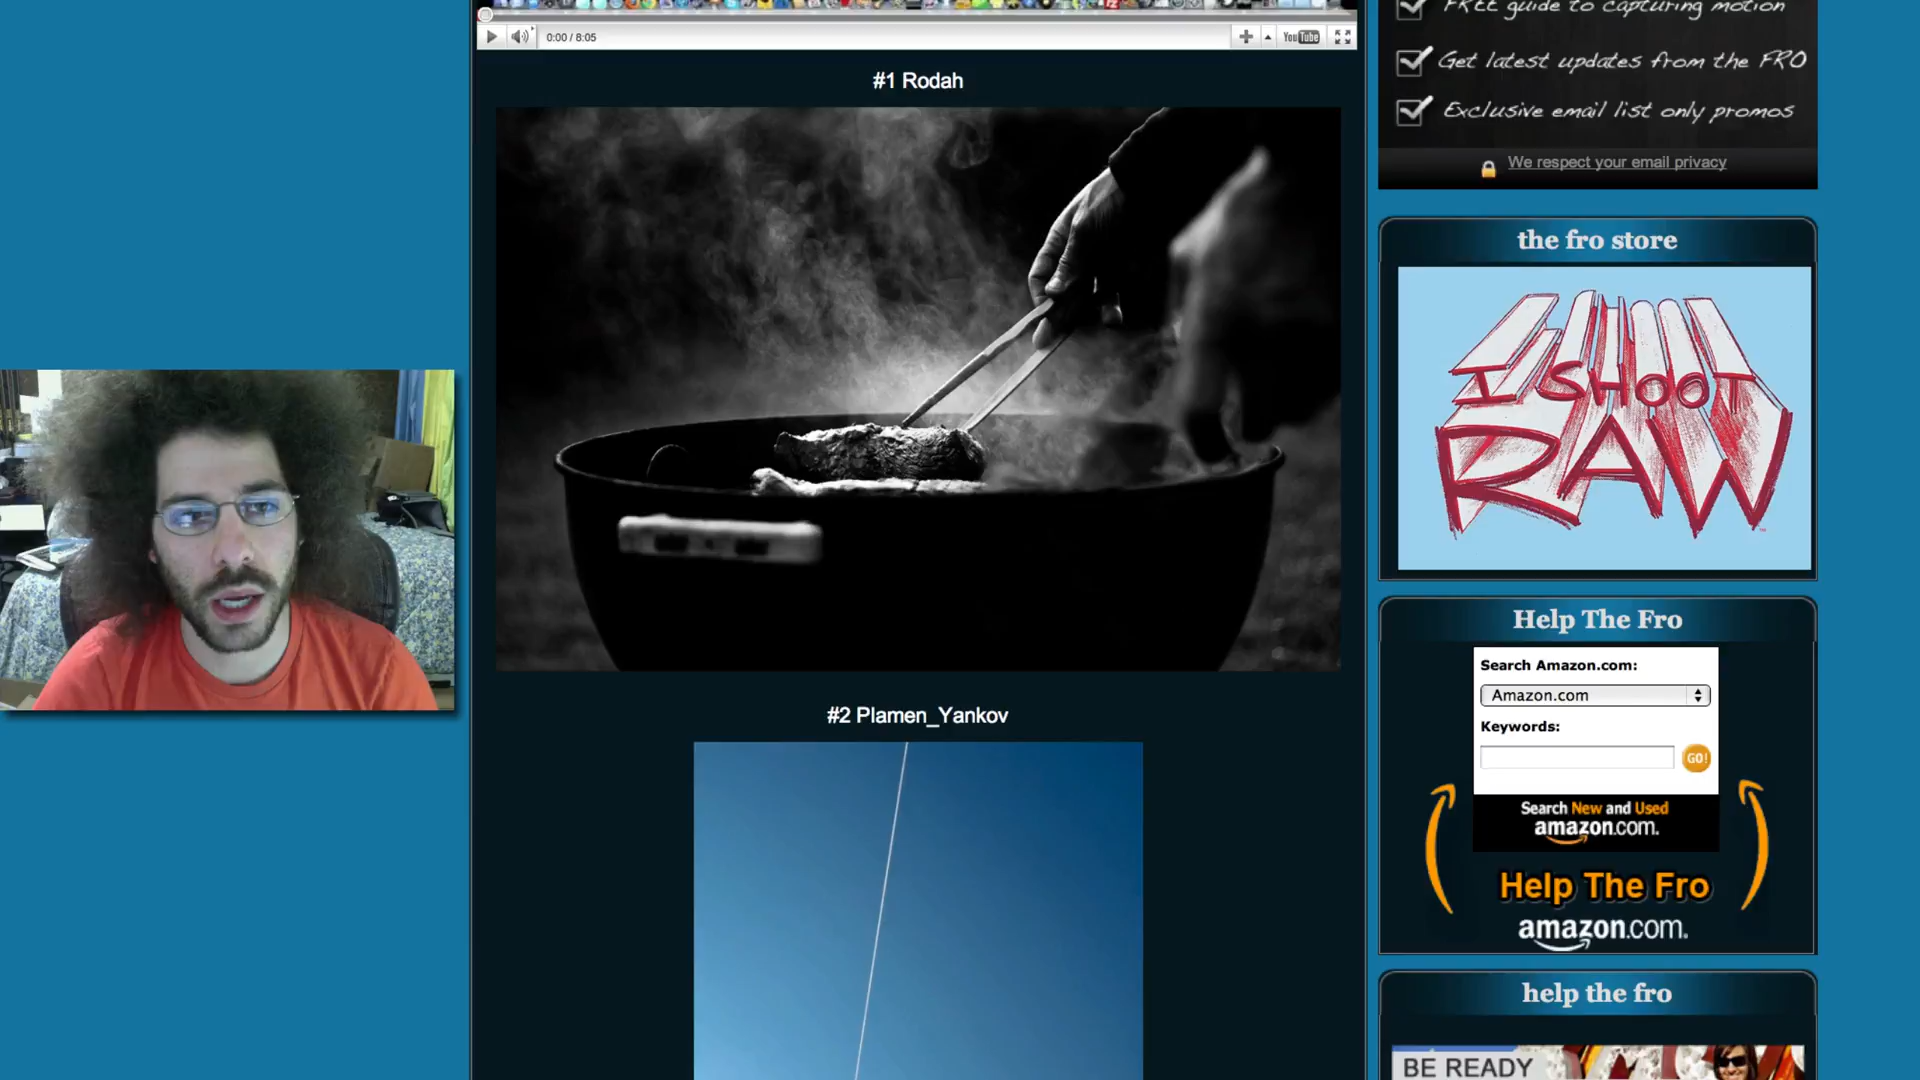 FREE guide to capturing motion
0:00 / 8:05
YouTube
Get latest updates from the FRO
#1 Rodah
Exclusive email list only promos
We respect your email privacy
the fro store
I SHOOT
RAW
Help The Fro
Search Amazon.com:
Amazon.com
Keywords:
GO!
#2 Plamen_Yankov
Search New and Used
amazon.com.
Help The Fro
amazon.com.
help the fro
BE READY